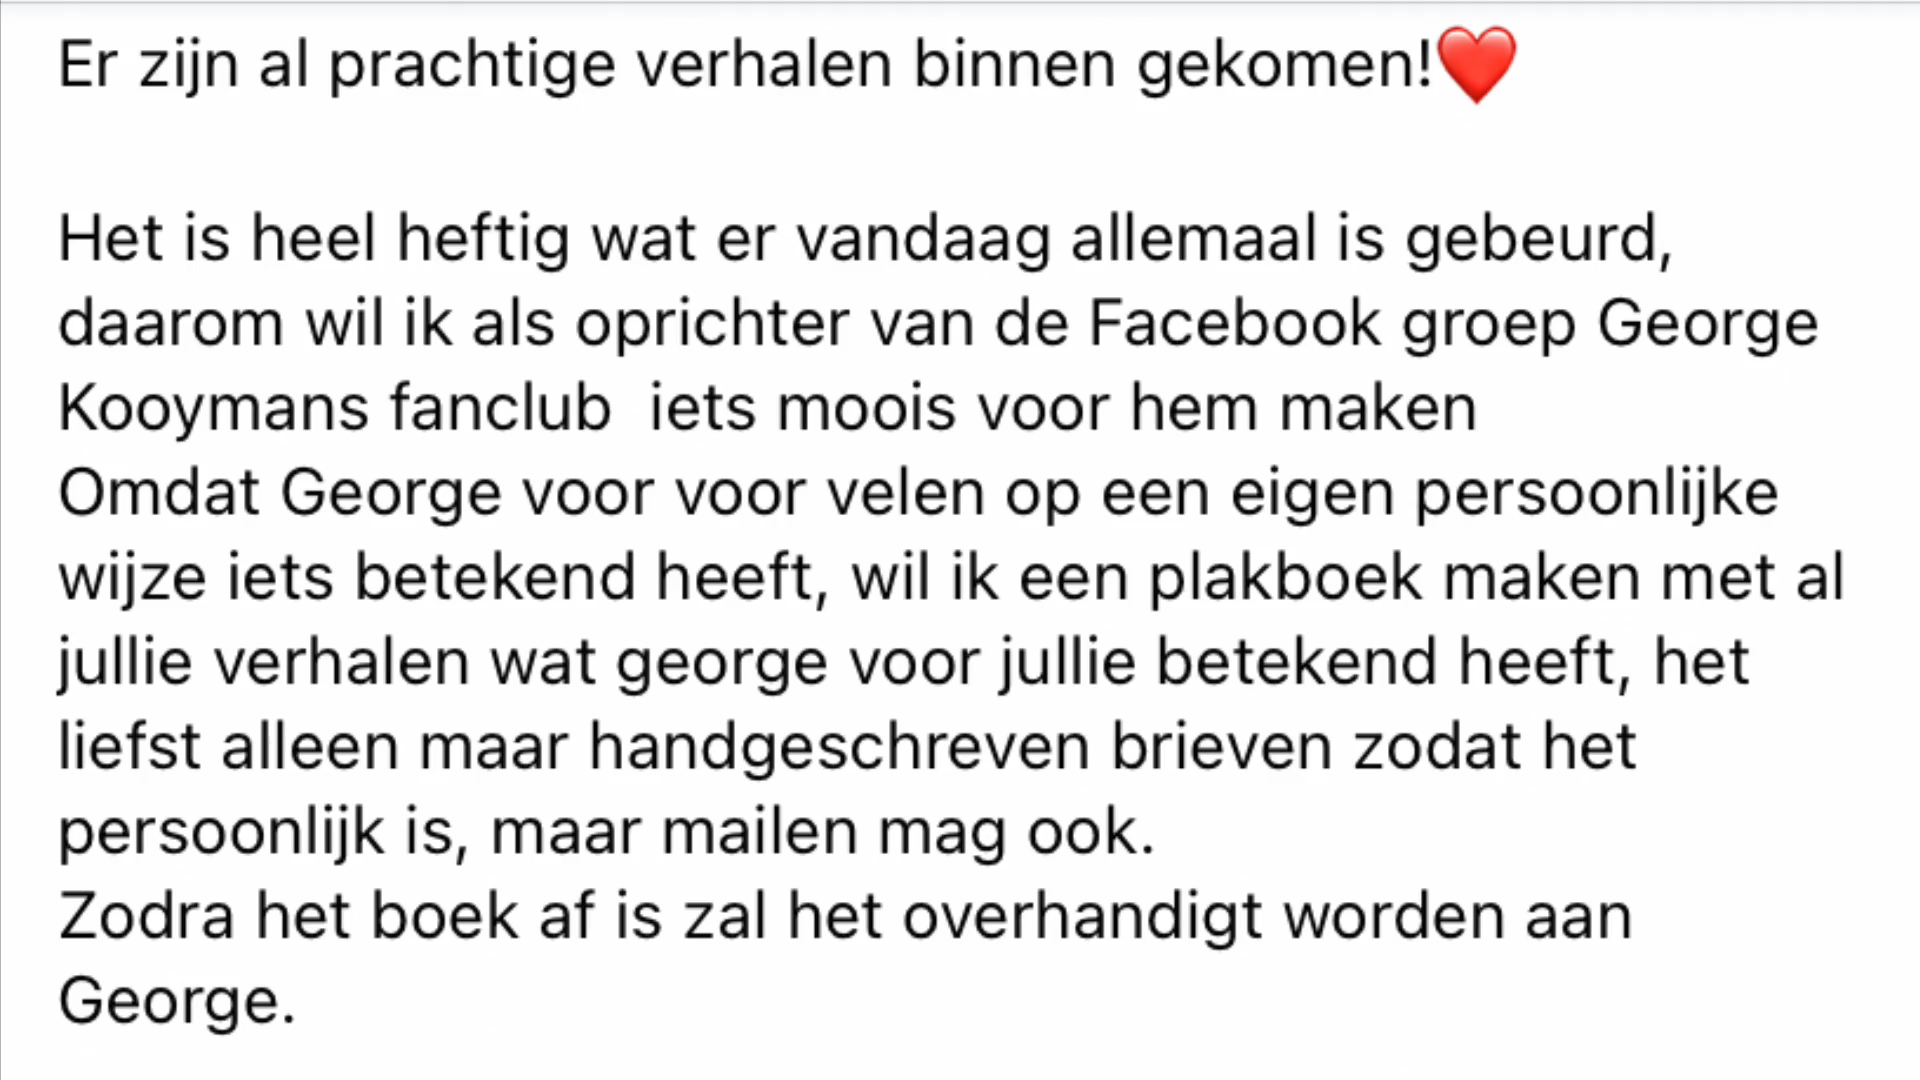 Er zijn al prachtige verhalen binnen gekomen!❤️
Het is heel heftig wat er vandaag allemaal is gebeurd,
daarom wil ik als oprichter van de Facebook groep George
Kooymans fanclub  iets moois voor hem maken
Omdat George voor voor velen op een eigen persoonlijke
wijze iets betekend heeft, wil ik een plakboek maken met al
jullie verhalen wat george voor jullie betekend heeft, het
liefst alleen maar handgeschreven brieven zodat het
persoonlijk is, maar mailen mag ook.
Zodra het boek af is zal het overhandigt worden aan
George.